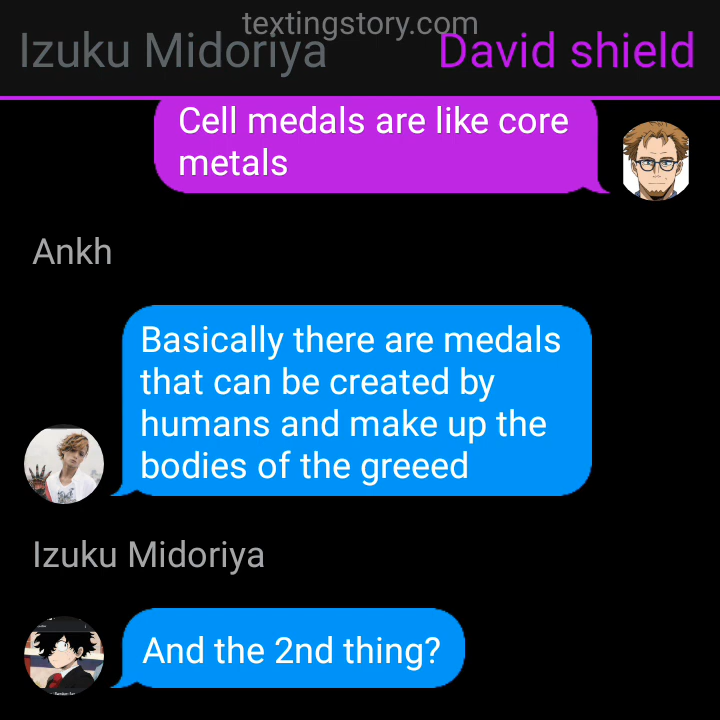 textingstory.com
Izuku Midoriya
David shield
Cell medals are like core
metals
Ankh
Basically there are medals
that can be created by
humans and make up the
bodies of the greeed
Izuku Midoriya
And the 2nd thing?